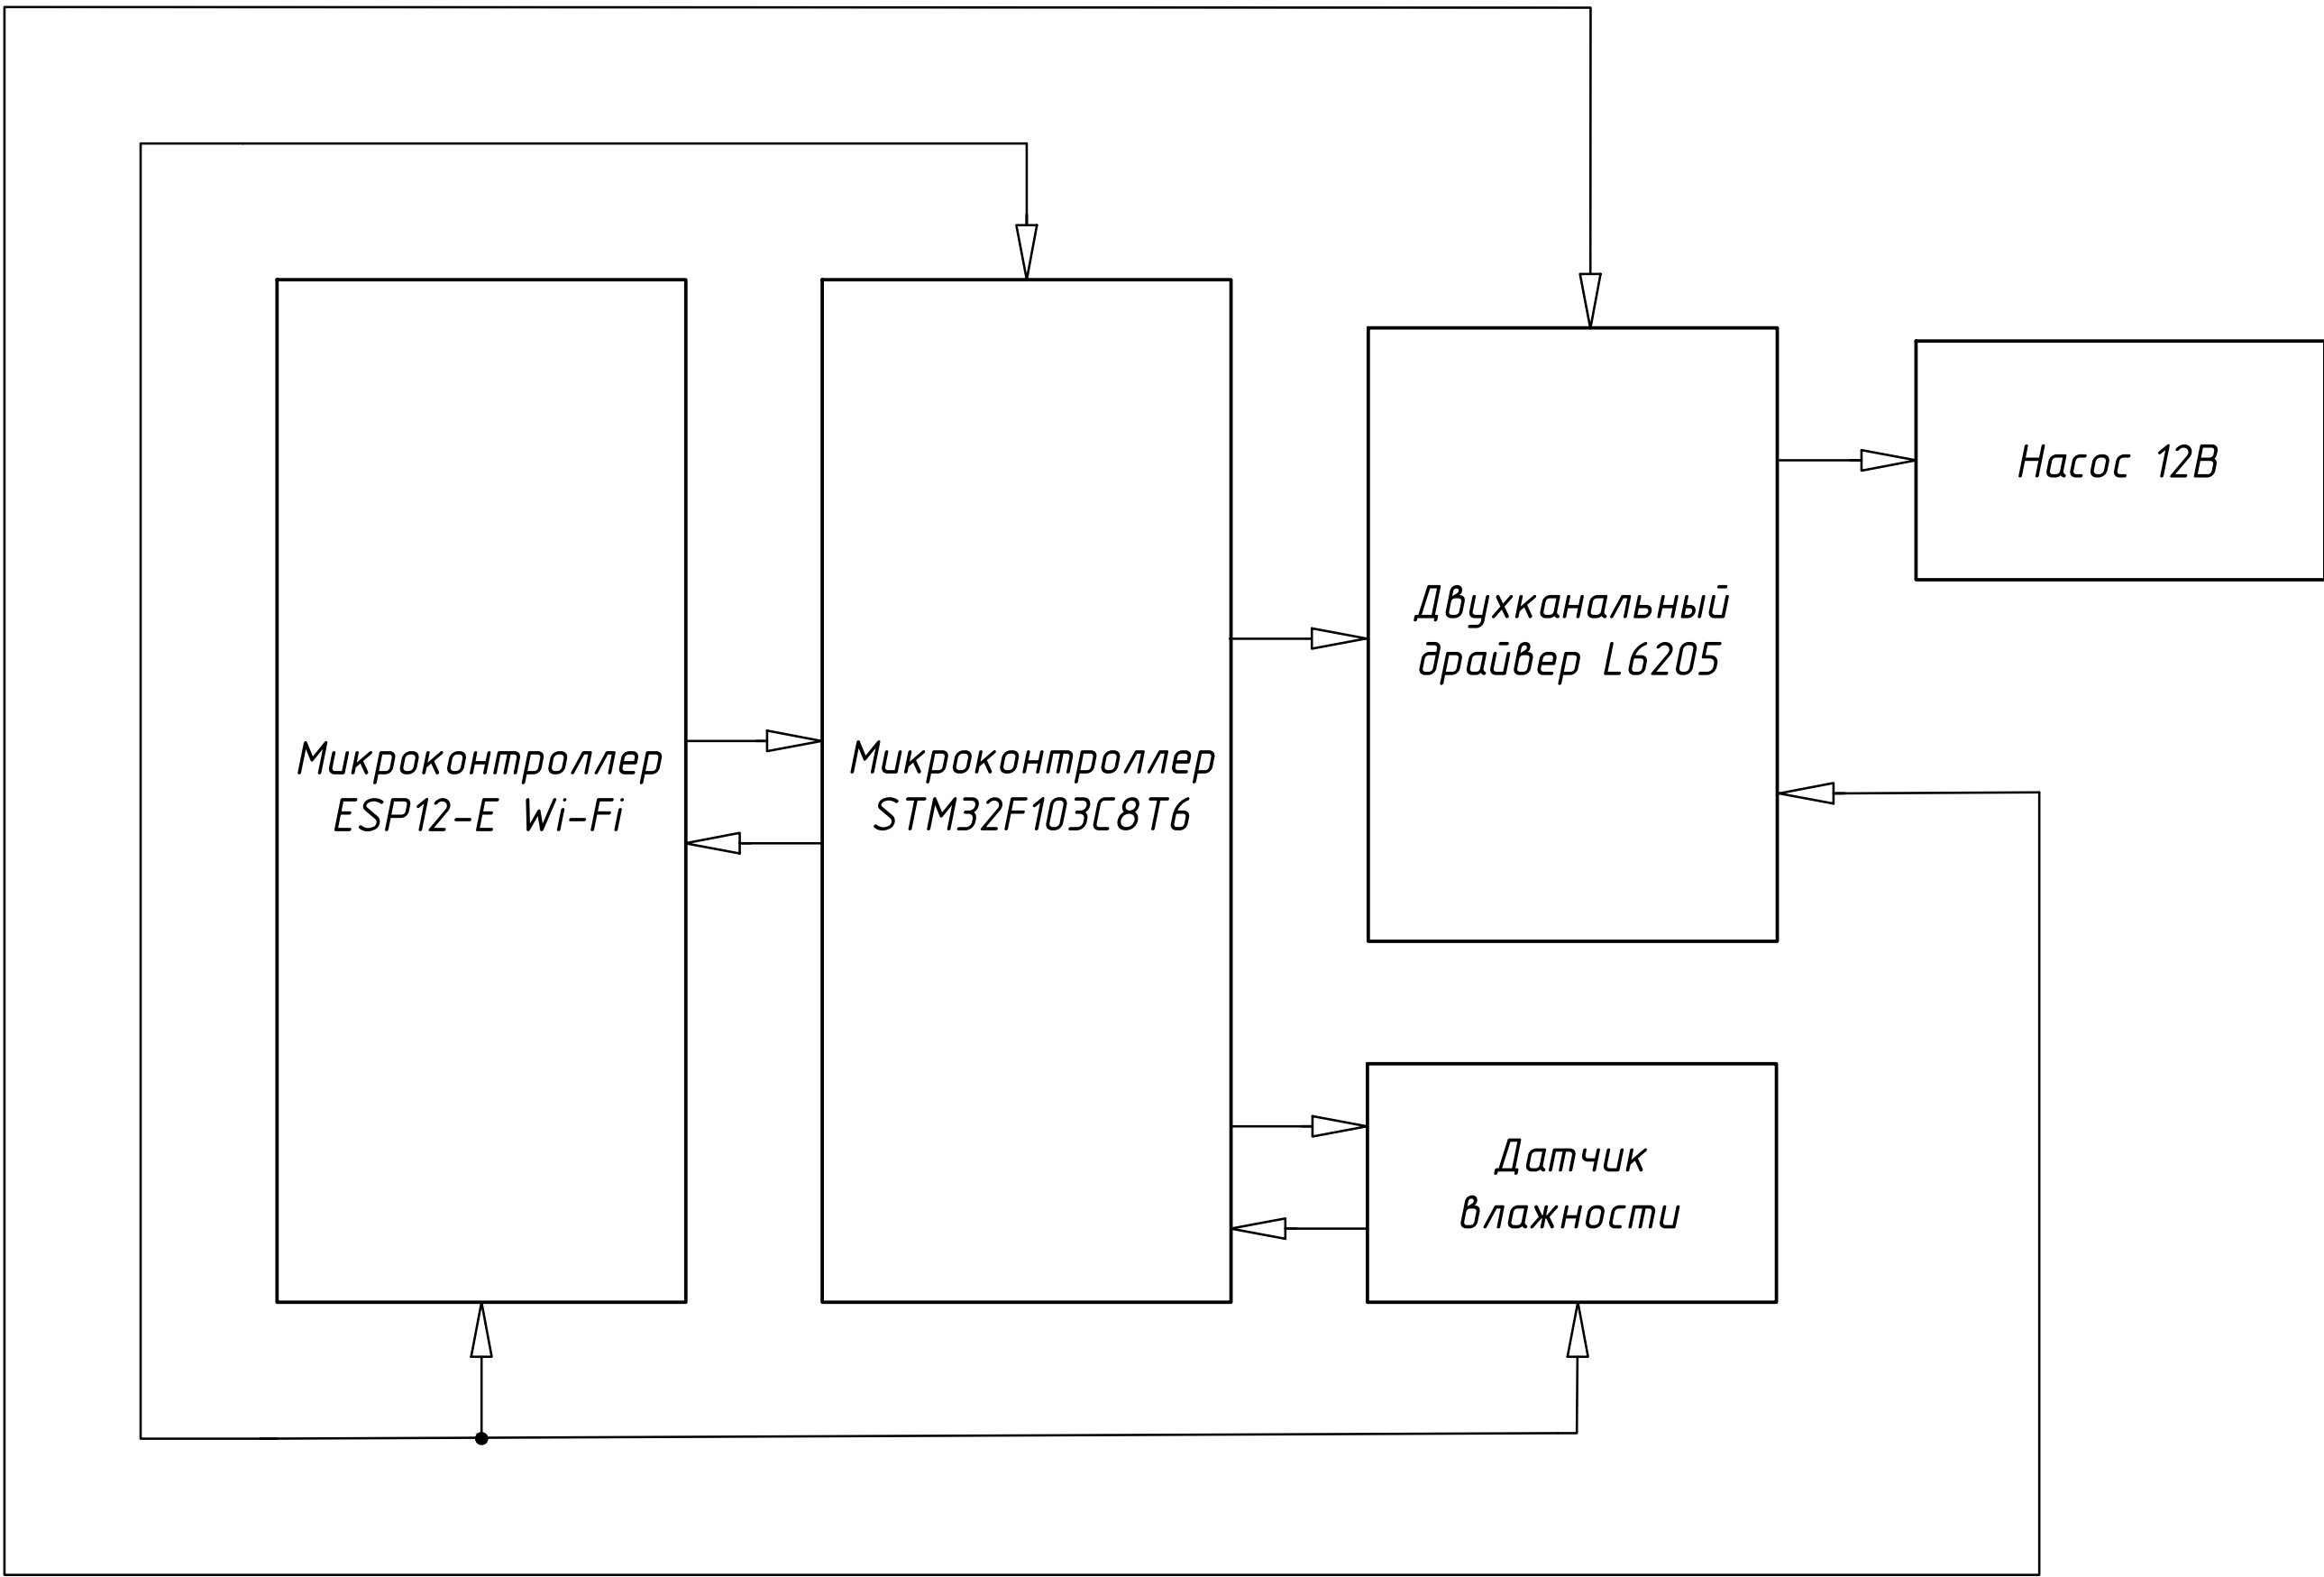 Микроконтроллер
ESP12-E Wi-Fi
Микроконтроллер
STM32F103C8T6
Двухканальный
драйвер L6205
Насос 12В
Датчик
влажности